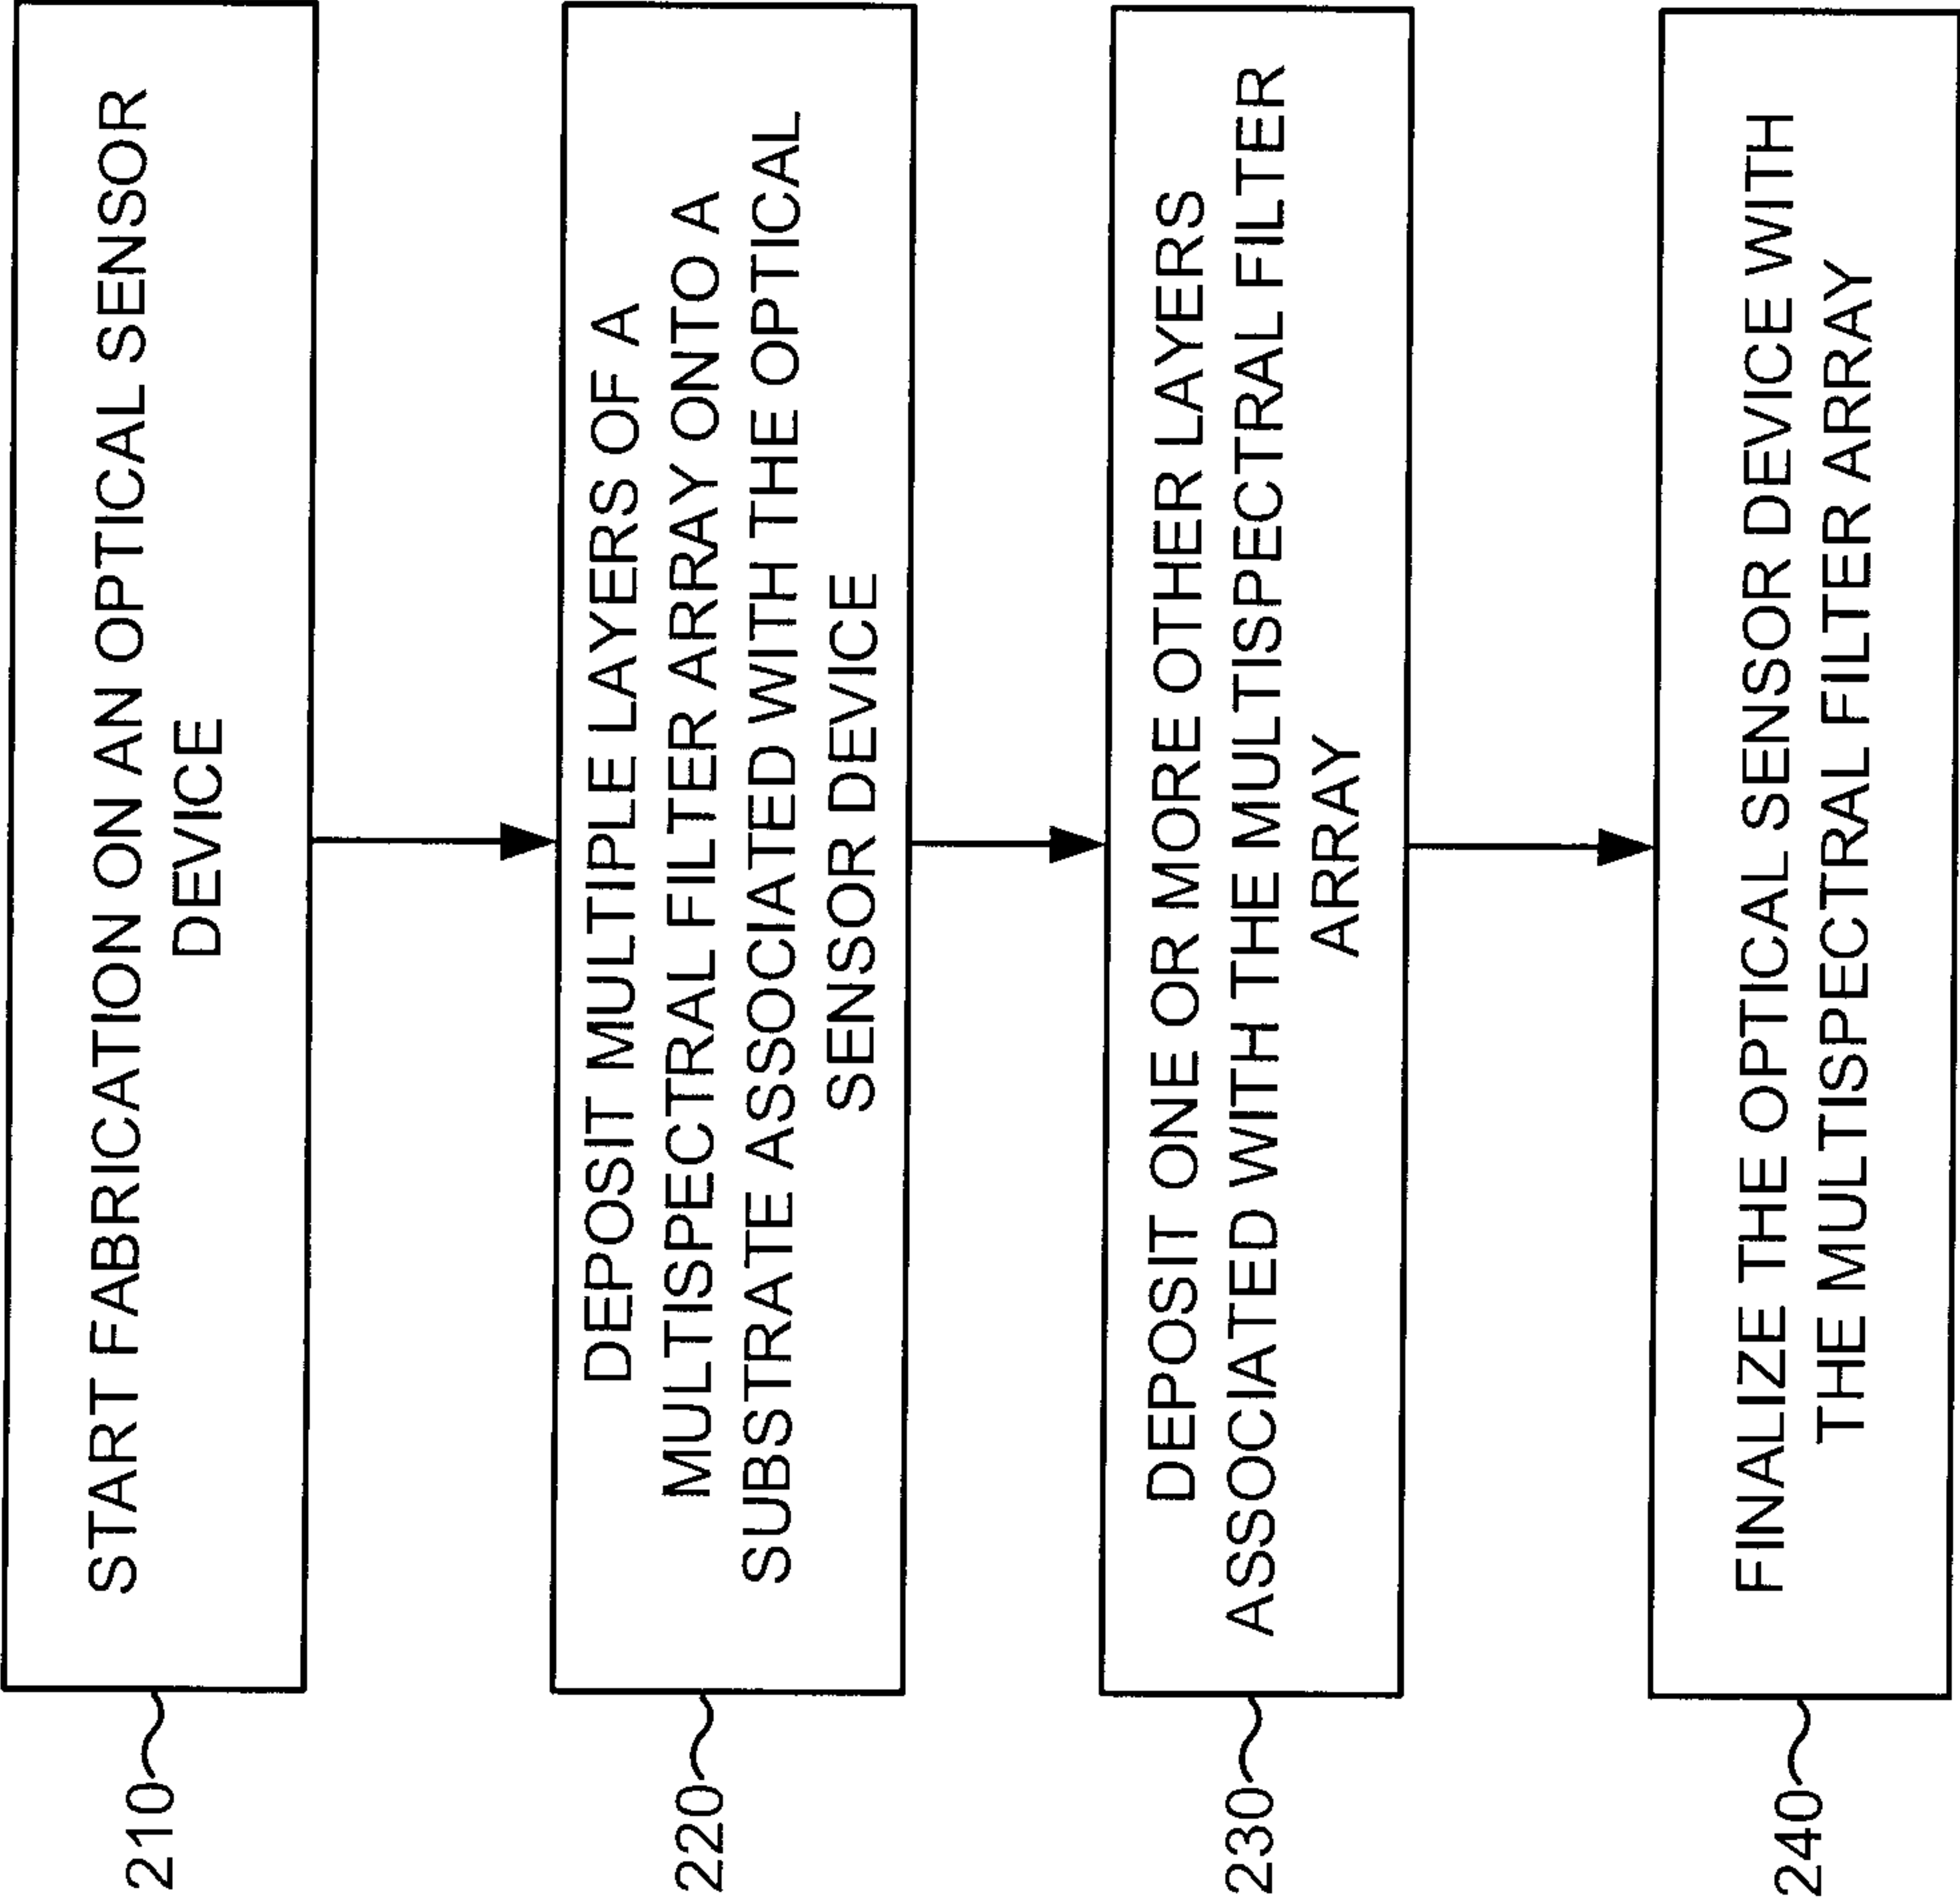 210
START FABRICATION ON AN OPTICAL SENSOR
DEVICE
220
DEPOSIT MULTIPLE LAYERS OF A
MULTISPECTRAL FILTER ARRAY ONTO A
SUBSTRATE ASSOCIATED WITH THE OPTICAL
SENSOR DEVICE
230
DEPOSIT ONE OR MORE OTHER LAYERS
ASSOCIATED WITH THE MULTISPECTRAL FILTER
ARRAY
240
FINALIZE THE OPTICAL SENSOR DEVICE WITH
THE MULTISPECTRAL FILTER ARRAY